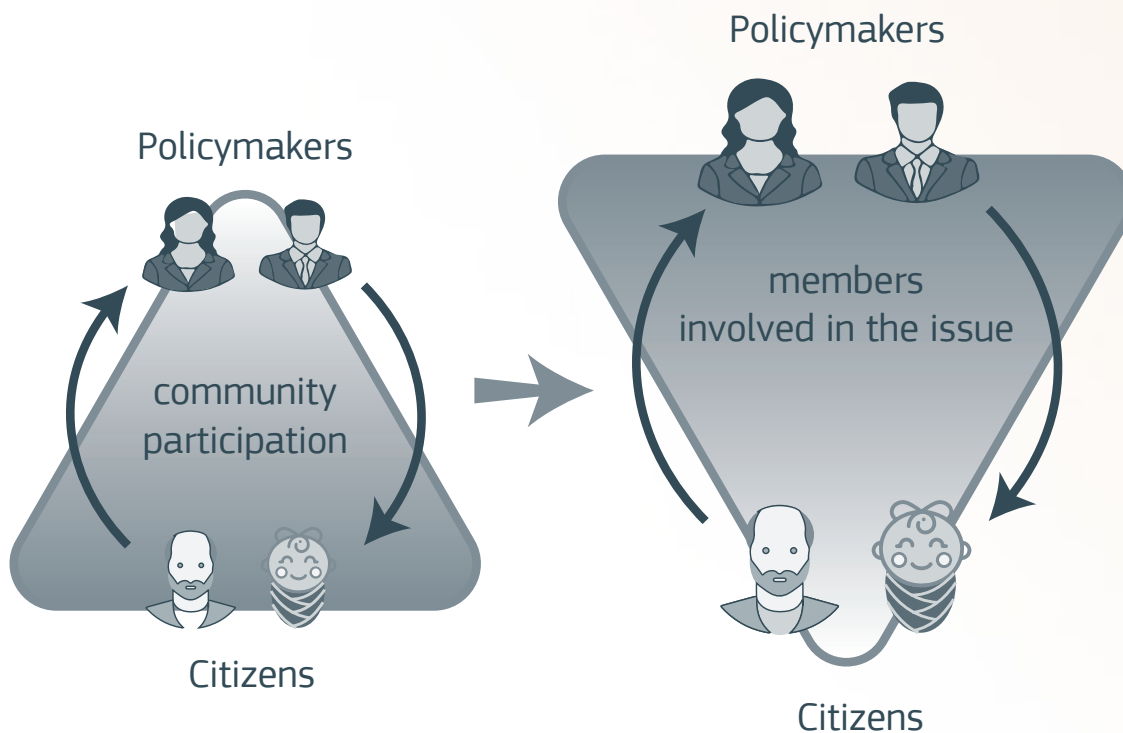 Policymakers
community
participation
Citizens
Policymakers
members
involved in the issue
Citizens